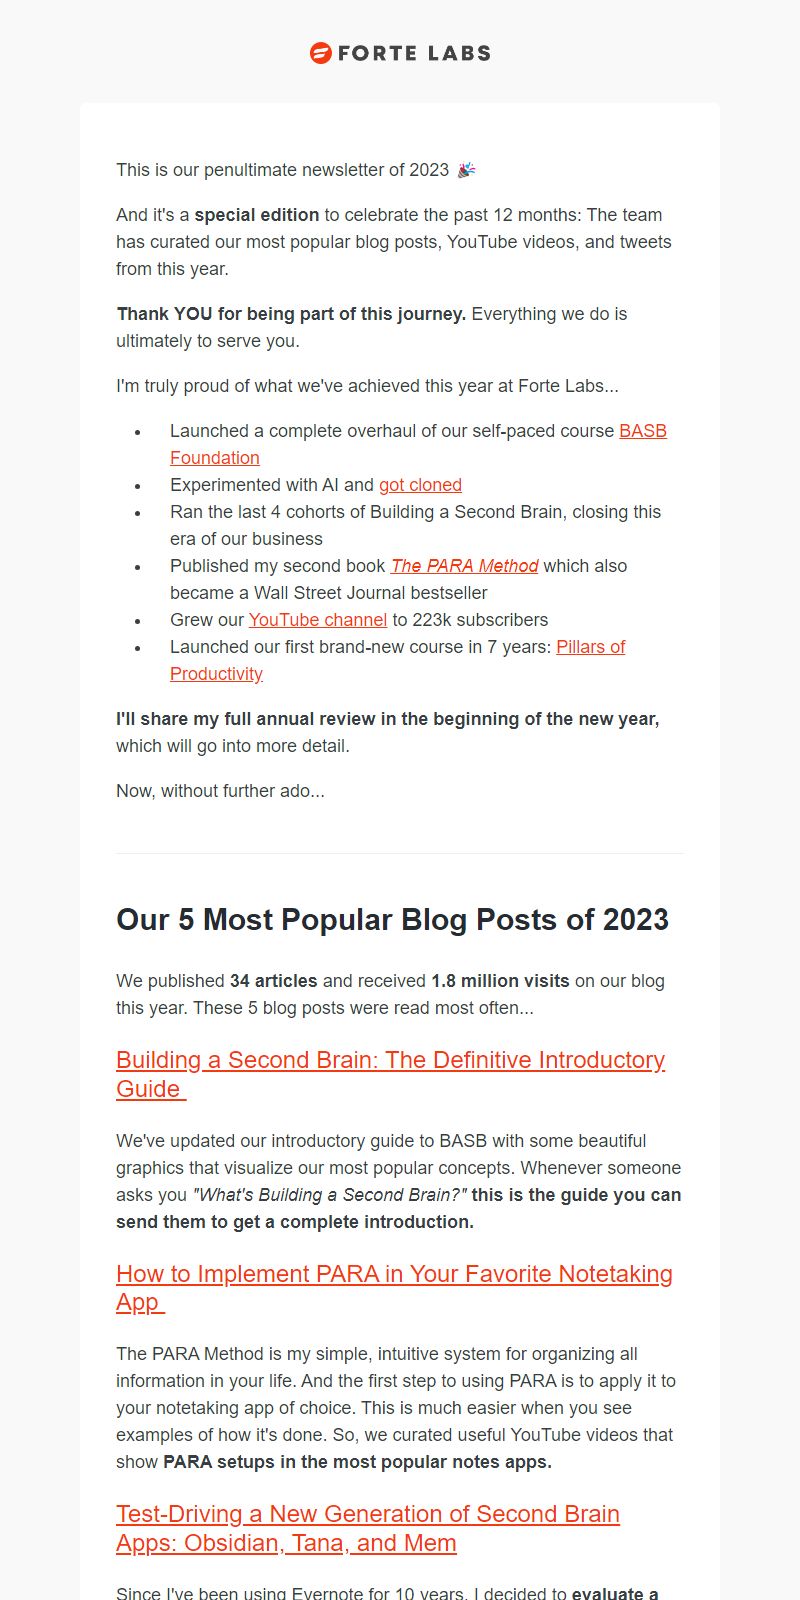 FORTE LABS
This is our penultimate newsletter of 2023 🎉
And it's a special edition to celebrate the past 12 months: The team
has curated our most popular blog posts, YouTube videos, and tweets
from this year.
Thank YOU for being part of this journey. Everything we do is
ultimately to serve you.
I'm truly proud of what we've achieved this year at Forte Labs...
• Launched a complete overhaul of our self-paced course BASB
Foundation
• Experimented with AI and got cloned
• Ran the last 4 cohorts of Building a Second Brain, closing this
era of our business
• Published my second book The PARA Method which also
became a Wall Street Journal bestseller
• Grew our YouTube channel to 223k subscribers
• Launched our first brand-new course in 7 years: Pillars of
Productivity
I'll share my full annual review in the beginning of the new year,
which will go into more detail.
Now, without further ado...
Our 5 Most Popular Blog Posts of 2023
We published 34 articles and received 1.8 million visits on our blog
this year. These 5 blog posts were read most often...
Building a Second Brain: The Definitive Introductory
Guide
We've updated our introductory guide to BASB with some beautiful
graphics that visualize our most popular concepts. Whenever someone
asks you "What's Building a Second Brain?" this is the guide you can
send them to get a complete introduction.
How to Implement PARA in Your Favorite Notetaking
App
The PARA Method is my simple, intuitive system for organizing all
information in your life. And the first step to using PARA is to apply it to
your notetaking app of choice. This is much easier when you see
examples of how it's done. So, we curated useful YouTube videos that
show PARA setups in the most popular notes apps.
Test-Driving a New Generation of Second Brain
Apps: Obsidian, Tana, and Mem
Since I've been using Evernote for 10 years, I decided to evaluate a